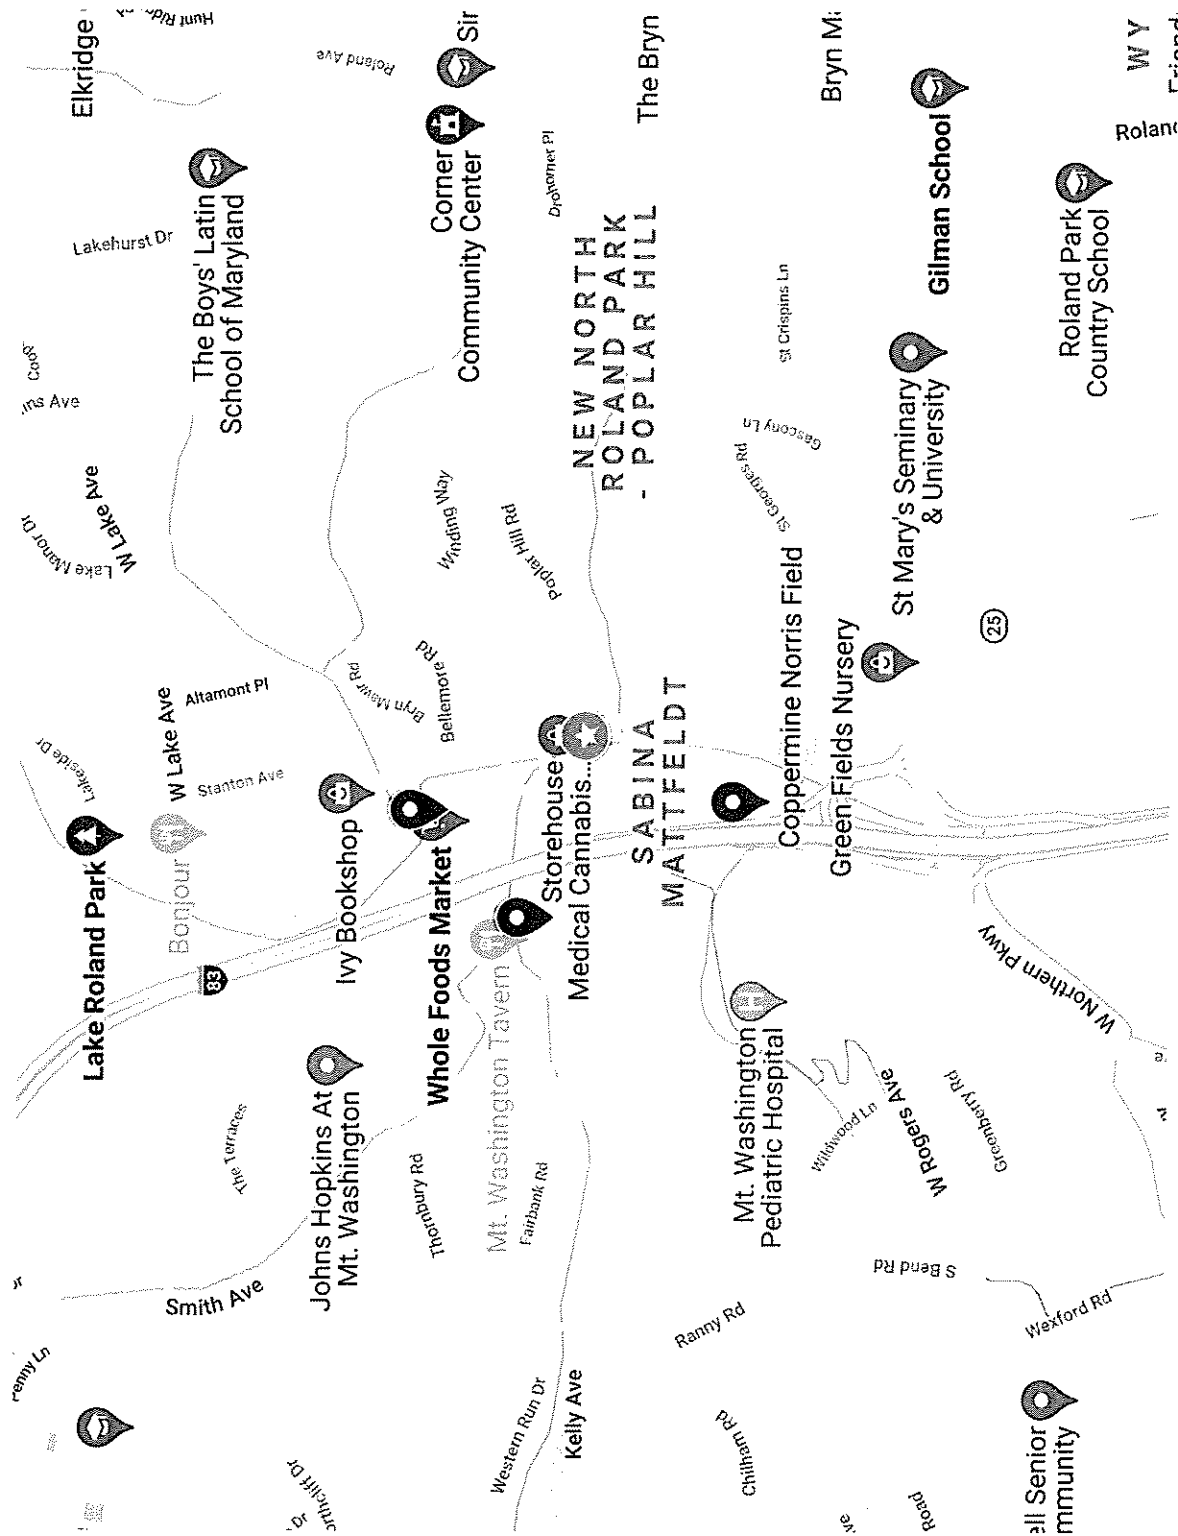 Lake Roland Park
Bonjour
W Lake Ave
Lakeside Dr
Stanton Ave
Altamont Pl
W Lake Ave
Lake Manor Dr
Lakehurst Dr
Elkridge
The Boys' Latin
School of Maryland
Roland Ave
Sir
Corner
Community Center
Drohomer Pl
The Bryn
83
The Terraces
Smith Ave
Johns Hopkins At
Mt. Washington
Ivy Bookshop
Bryn Mawr Rd
Bellemore Rd
Winding Way
Poplar Hill Rd
Whole Foods Market
Thornbury Rd
Mt. Washington Tavern
Fairbank Rd
Storehouse
Medical Cannabis...
NEW NORTH
ROLAND PARK
- POPLAR HILL
SABINA
MATTFELDT
Western Run Dr
Kelly Ave
Ranny Rd
Chilham Rd
Mt. Washington
Pediatric Hospital
Wildwood Ln
W Rogers Ave
Greenberry Rd
S Bend Rd
Wexford Rd
W Northern Pkwy
Coppermine Norris Field
Green Fields Nursery
St Georges Rd
Gascony Ln
St Crispins Ln
St Mary's Seminary
& University
25
Gilman School
Roland Park
Country School
WY
Road